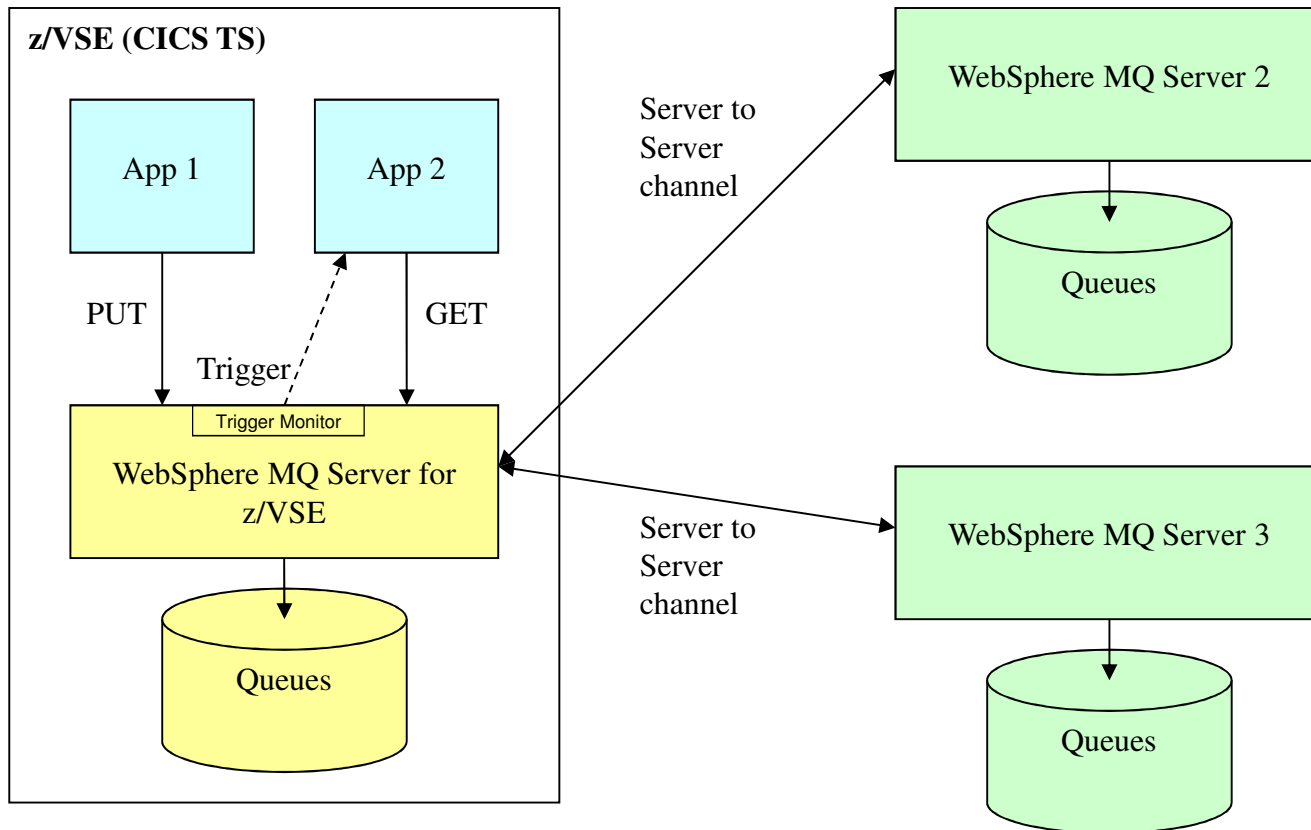 z/VSE (CICS TS)
App 1
App 2
PUT
GET
Trigger
Trigger Monitor
WebSphere MQ Server for
z/VSE
Queues
Server to
Server
channel
WebSphere MQ Server 2
Queues
Server to
Server
channel
WebSphere MQ Server 3
Queues